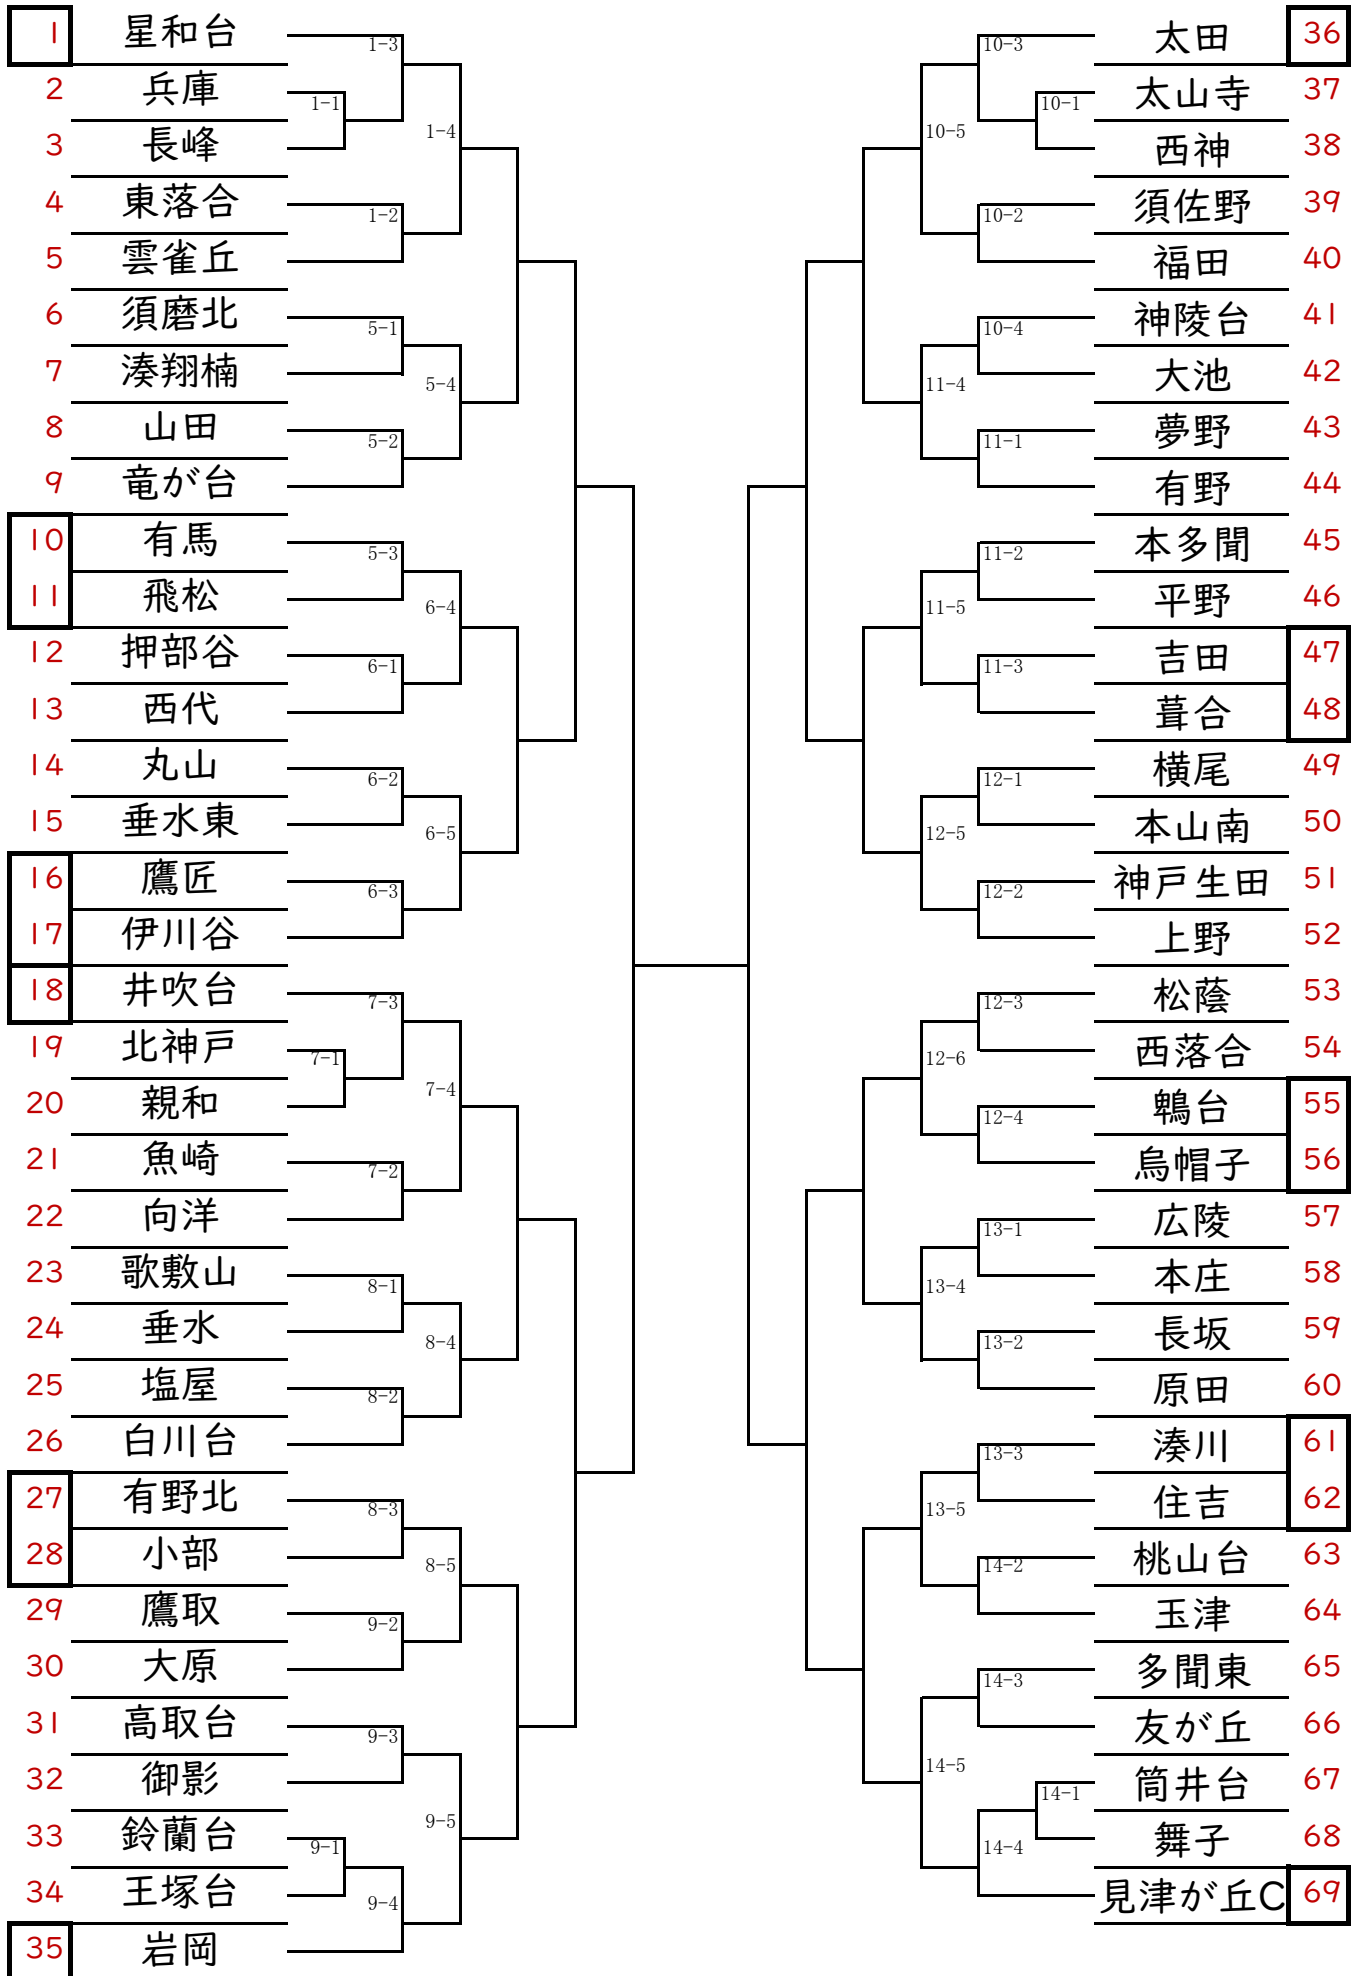 1 星和台
2 兵庫
3 長峰
4 東落合
5 雲雀丘
6 須磨北
7 湊翔楠
8 山田
9 竜が台
10 有馬
11 飛松
12 押部谷
13 西代
14 丸山
15 垂水東
16 鷹匠
17 伊川谷
18 井吹台
19 北神戸
20 親和
21 魚崎
22 向洋
23 歌敷山
24 垂水
25 塩屋
26 白川台
27 有野北
28 小部
29 鷹取
30 大原
31 高取台
32 御影
33 鈴蘭台
34 王塚台
35 岩岡
1-3
1-1
1-4
1-2
5-1
5-4
5-2
5-3
6-4
6-1
6-2
6-5
6-3
7-3
7-1
7-4
7-2
8-1
8-4
8-2
8-3
8-5
9-2
9-3
9-5
9-1
9-4
10-3
10-1
10-5
10-2
10-4
11-4
11-1
11-2
11-5
11-3
12-1
12-5
12-2
12-3
12-6
12-4
13-1
13-4
13-2
13-3
13-5
14-2
14-3
14-5
14-1
14-4
太田 36
太山寺 37
西神 38
須佐野 39
福田 40
神陵台 41
大池 42
夢野 43
有野 44
本多聞 45
平野 46
吉田 47
葺合 48
横尾 49
本山南 50
神戸生田 51
上野 52
松蔭 53
西落合 54
鵯台 55
烏帽子 56
広陵 57
本庄 58
長坂 59
原田 60
湊川 61
住吉 62
桃山台 63
玉津 64
多聞東 65
友が丘 66
筒井台 67
舞子 68
見津が丘C 69